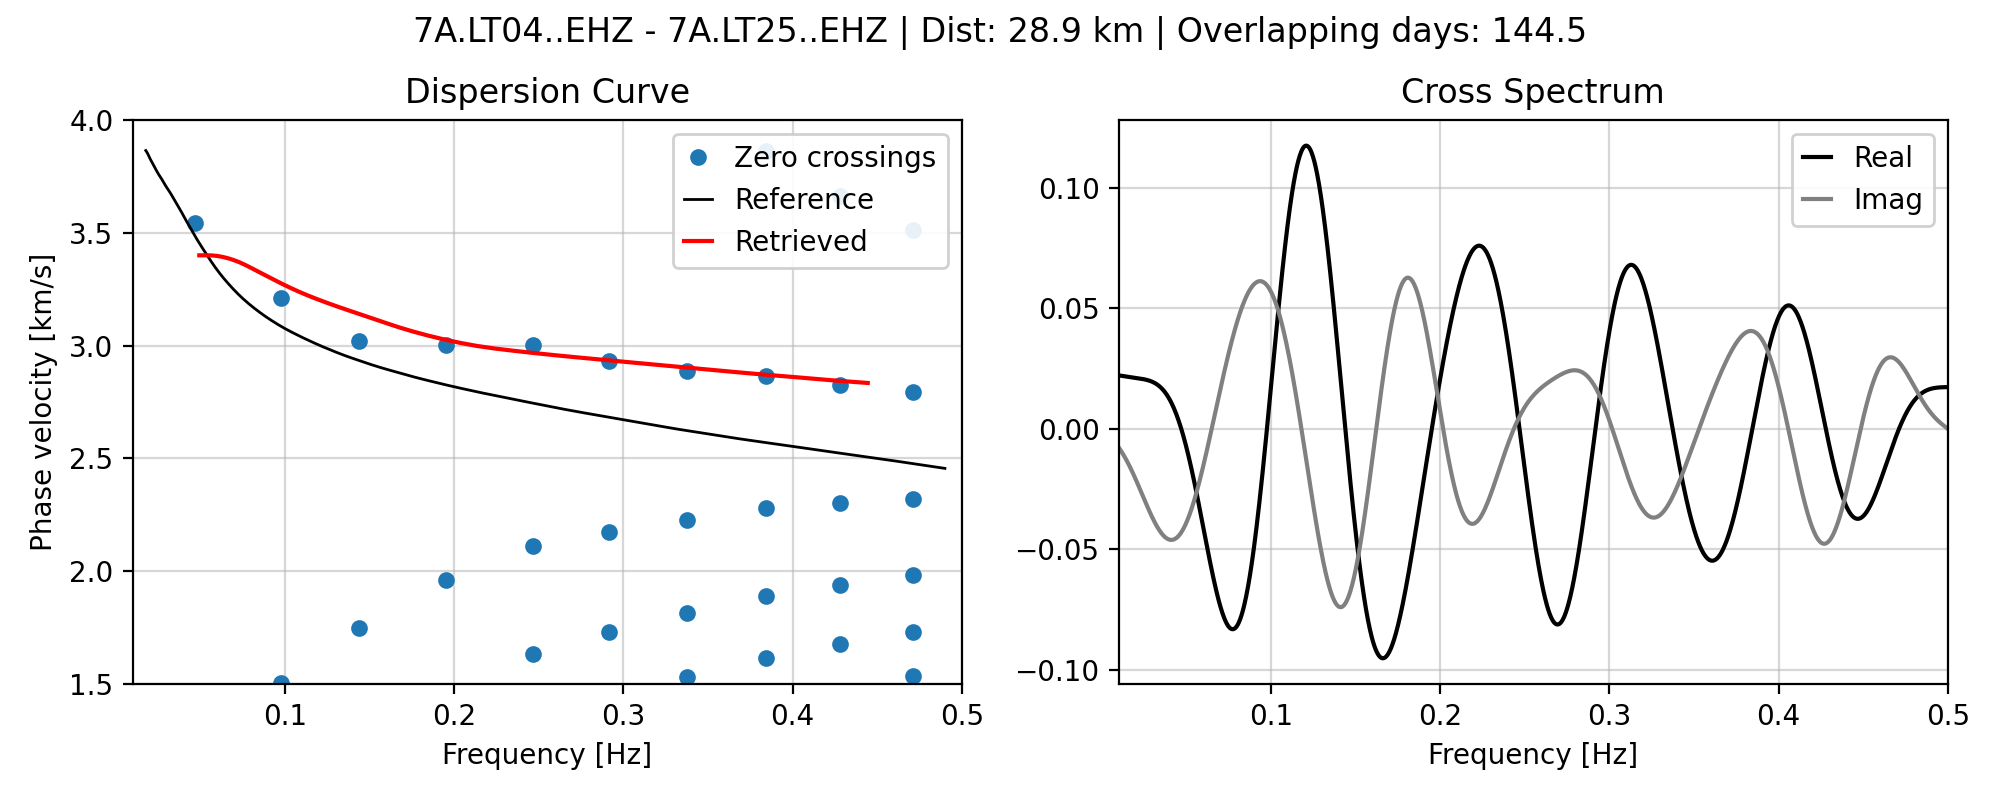 7A.LT04..EHZ - 7A.LT25..EHZ | Dist: 28.9 km | Overlapping days: 144.5
Dispersion Curve
4.0
3.5
3.0
2.5
2.0
1.5
Phase velocity [km/s]
Zero crossings
Reference
Retrieved
0.1 0.2 0.3 0.4 0.5
Frequency [Hz]
Cross Spectrum
0.10
0.05
0.00
−0.05
−0.10
Real
Imag
0.1 0.2 0.3 0.4 0.5
Frequency [Hz]